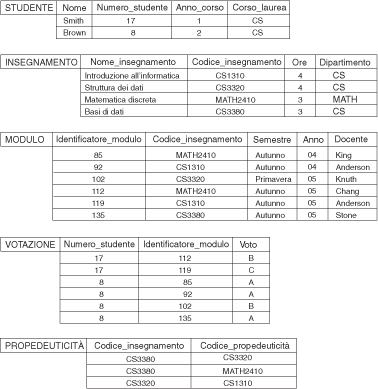 STUDENTE Nome Numero_studente Anno_corso Corso_laurea
Smith 17 1 CS
Brown 8 2 CS
INSEGNAMENTO Nome_insegnamento Codice_insegnamento Ore Dipartimento
Introduzione all'informatica CS1310 4 CS
Struttura dei dati CS3320 4 CS
Matematica discreta MATH2410 3 MATH
Basi di dati CS3380 3 CS
MODULO Identificatore_modulo Codice_insegnamento Semestre Anno Docente
85 MATH2410 Autunno 04 King
92 CS1310 Autunno 04 Anderson
102 CS3320 Primavera 05 Knuth
112 MATH2410 Autunno 05 Chang
119 CS1310 Autunno 05 Anderson
135 CS3380 Autunno 05 Stone
VOTAZIONE Numero_studente Identificatore_modulo Voto
17 112 B
17 119 C
8 85 A
8 92 A
8 102 B
8 135 A
PROPEDEUTICITÀ Codice_insegnamento Codice_propedeuticità
CS3380 CS3320
CS3380 MATH2410
CS3320 CS1310